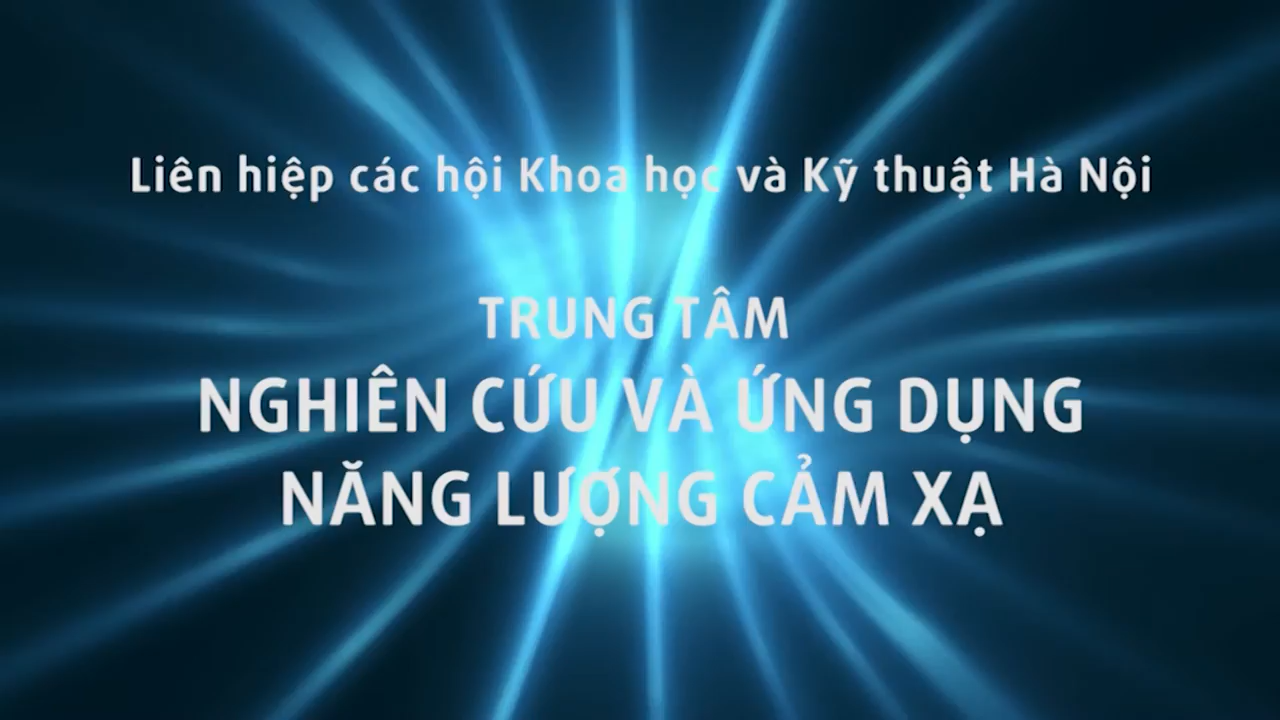 Liên hiệp các hội Khoa học và Kỹ thuật Hà Nội
TRUNG TÂM
NGHIÊN CỨU VÀ ỨNG DỤNG
NĂNG LƯỢNG CẢM XẠ